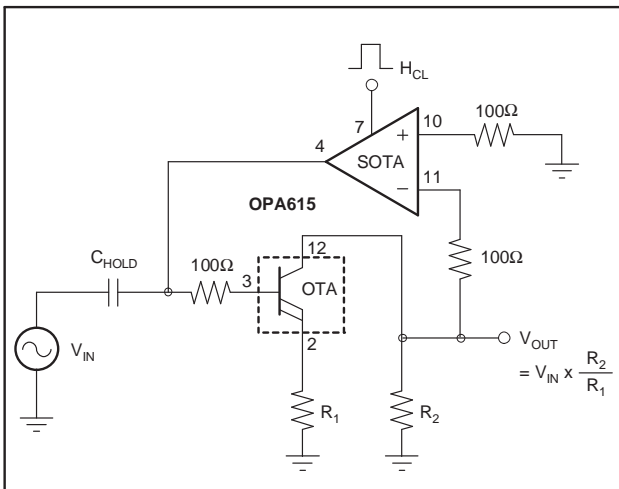 H_CL
7
10
100Ω
4
+
SOTA
11
−
OPA615
100Ω
C_HOLD
100Ω
12
3
OTA
V_IN
2
V_OUT
= V_IN x R_2/R_1
R_1
R_2